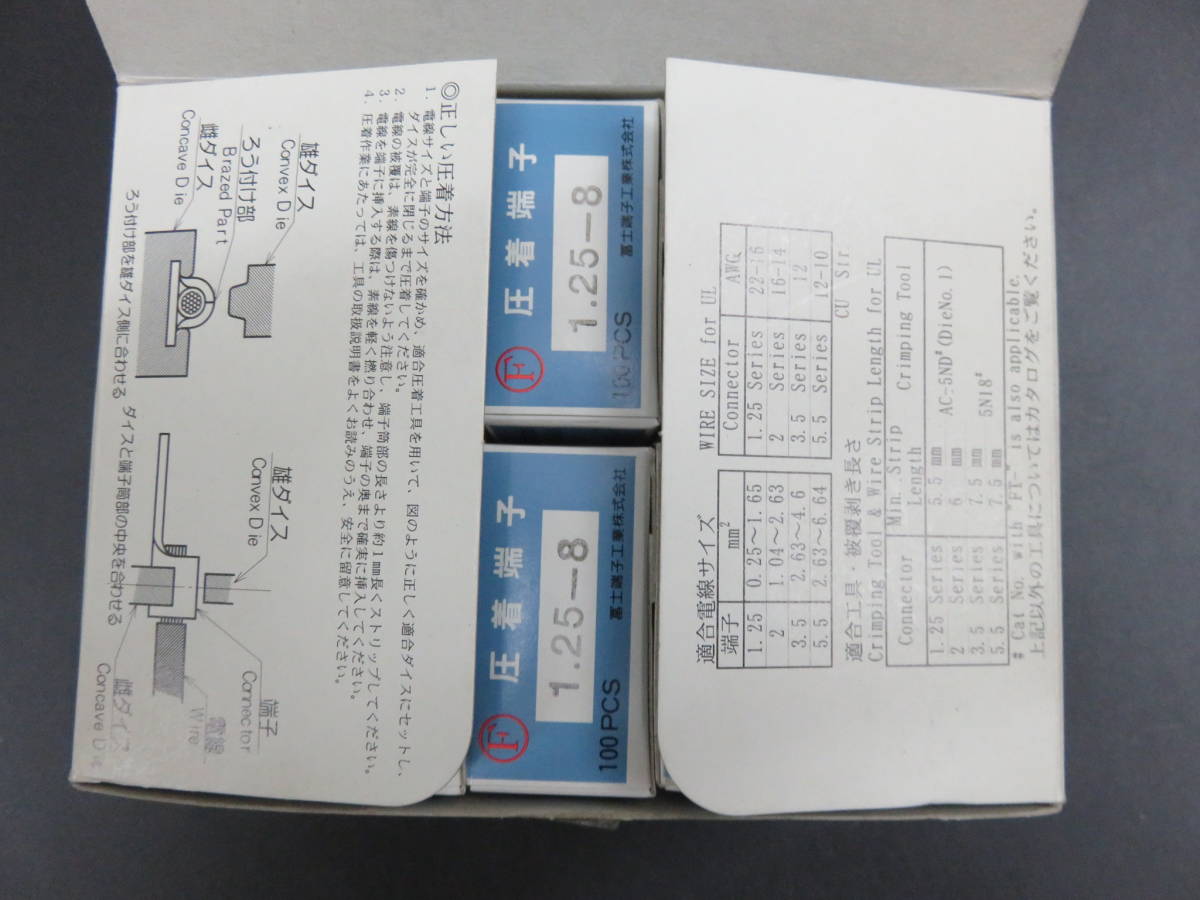 ◎正しい圧着方法
1. 電線サイズと端子のサイズを確かめ、適合圧着工具を用いて、図のように正しく適合ダイスにセットし、
ダイスが完全に閉じるまで圧着してください。
2. 電線の被覆は、素線を傷つけないよう注意し、端子筒部の長さより約1mm長くストリップしてください。
3. 電線を端子に挿入する際は、素線を軽く撚り合わせ、端子の奥まで確実に挿入してください。
4. 圧着作業にあたっては、工具の取扱説明書をよくお読みのうえ、安全に留意してください。
雄ダイス
Convex Die
ろう付け部
Brazed Part
雌ダイス
Concave Die
ろう付け部を雄ダイス側に合わせる
雄ダイス
Convex Die
端子
Connector
電線
Wire
雌ダイス
Concave Die
ダイスと端子筒部の中央を合わせる
富士端子工業株式会社
圧着端子
1.25-8
F
100 PCS
富士端子工業株式会社
圧着端子
1.25-8
F
100 PCS
適合電線サイズ WIRE SIZE for UL
端子 mm² Connector AWG
1.25 0.25~1.65 1.25 Series 22-16
2 1.04~2.63 2 Series 16-14
3.5 2.63~4.6 3.5 Series 12
5.5 2.63~6.64 5.5 Series 12-10
CU Str
適合工具・被覆剥き長さ
Crimping Tool & Wire Strip Length for UL
Connector Min. Strip Length Crimping Tool
1.25 Series 5.5 mm AC-5ND#(DieNo.1)
2 Series 6 mm
3.5 Series 7.5 mm 5N18#
5.5 Series 7.5 mm
# Cat No. with "FT-" is also applicable.
上記以外の工具についてはカタログをご覧ください。